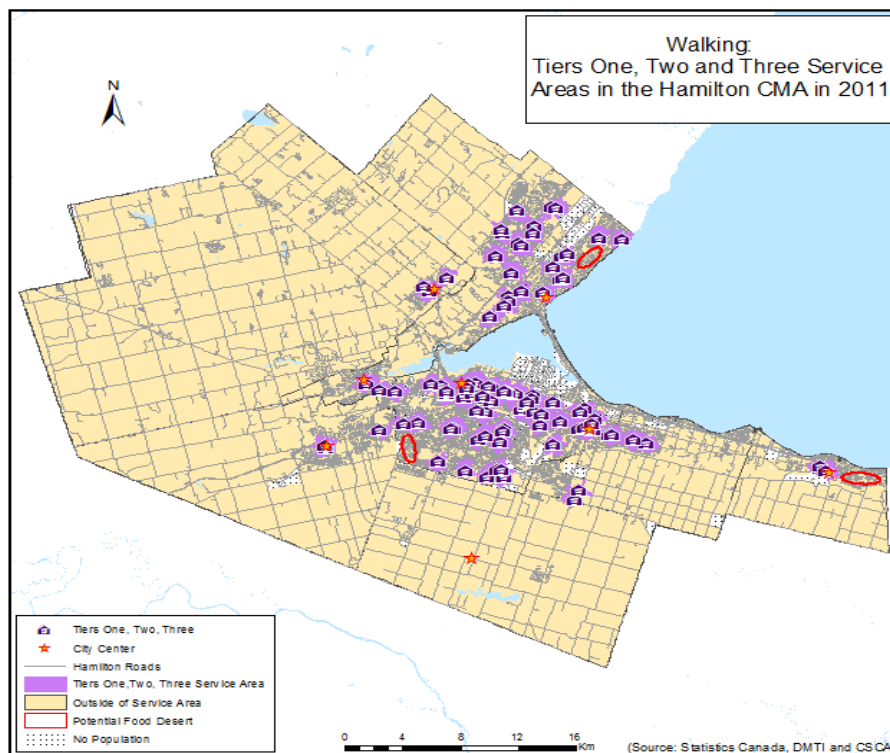 Walking:
Tiers One, Two and Three Service
Areas in the Hamilton CMA in 2011
N
Tiers One, Two, Three
City Center
Hamilton Roads
Tiers One,Two, Three Service Area
Outside of Service Area
Potential Food Desert
No Population
0 4 8 12 16
Km
(Source: Statistics Canada, DMTI and CSCA